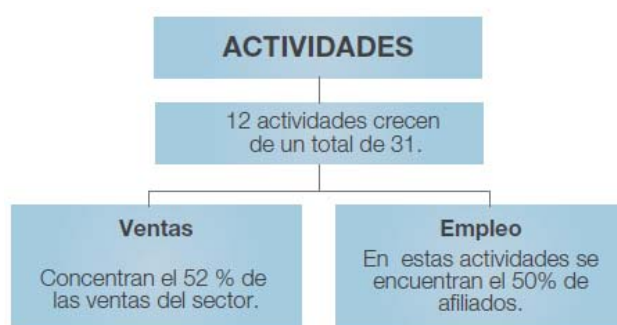 ACTIVIDADES
12 actividades crecen
de un total de 31.
Ventas
Concentran el 52 % de
las ventas del sector.
Empleo
En estas actividades se
encuentran el 50% de
afiliados.